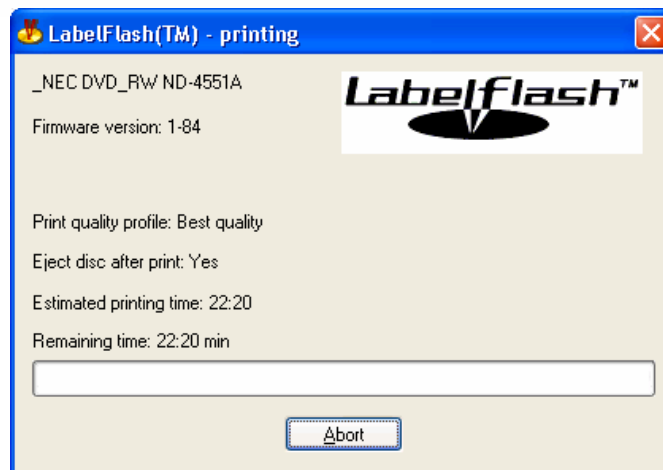 LabelFlash(TM) - printing
_NEC DVD_RW ND-4551A
Labelflash™
Firmware version: 1-84
Print quality profile: Best quality
Eject disc after print: Yes
Estimated printing time: 22:20
Remaining time: 22:20 min
Abort